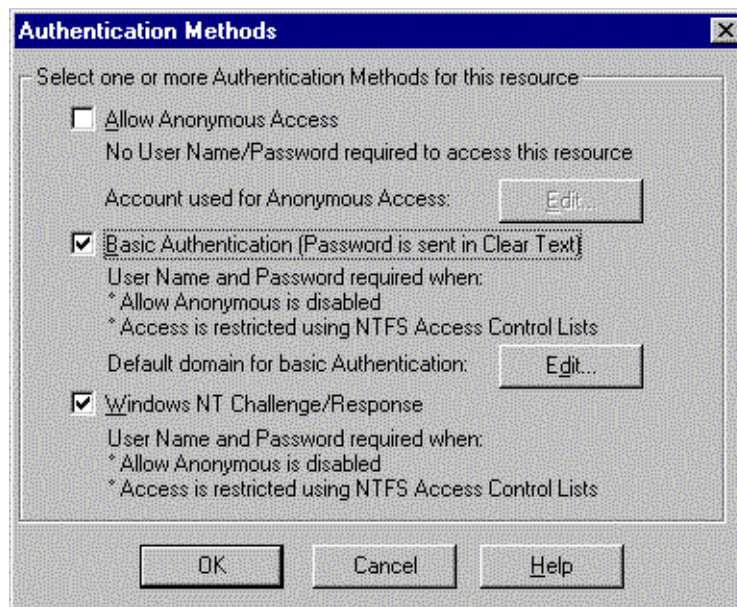 Authentication Methods
Select one or more Authentication Methods for this resource
Allow Anonymous Access
No User Name/Password required to access this resource
Account used for Anonymous Access: Edit...
Basic Authentication (Password is sent in Clear Text)
User Name and Password required when:
* Allow Anonymous is disabled
* Access is restricted using NTFS Access Control Lists
Default domain for basic Authentication: Edit...
Windows NT Challenge/Response
User Name and Password required when:
* Allow Anonymous is disabled
* Access is restricted using NTFS Access Control Lists
OK Cancel Help